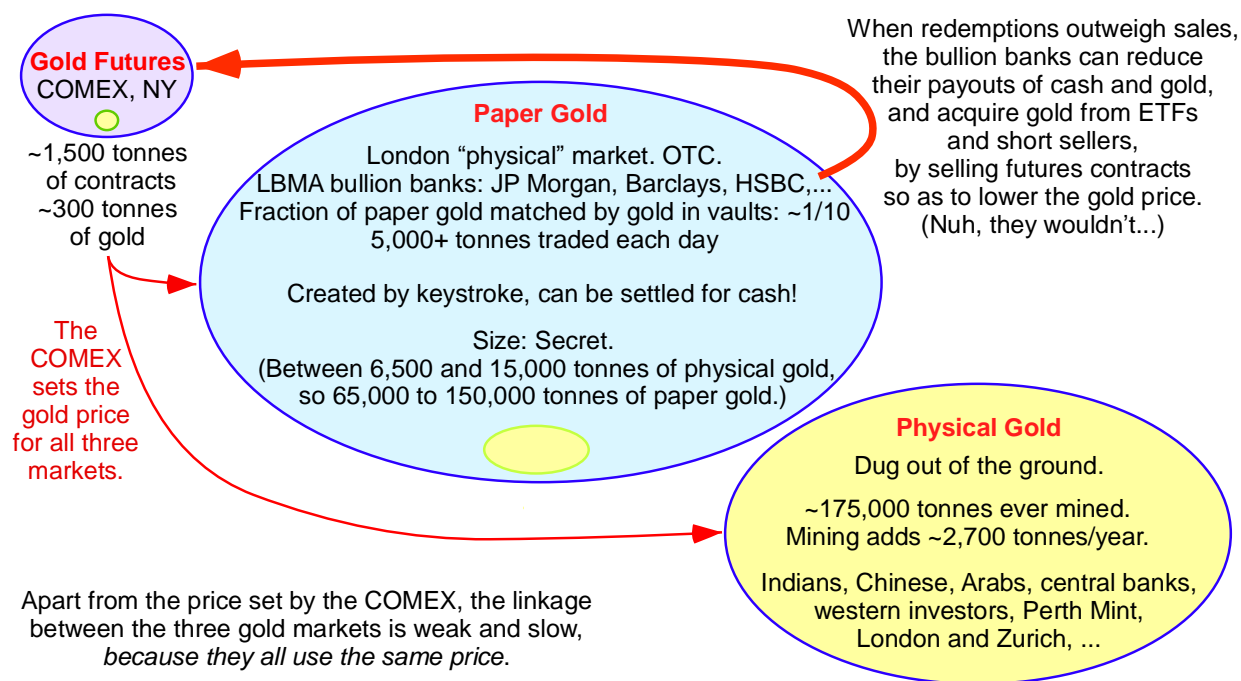 Gold Futures
COMEX, NY
~1,500 tonnes
of contracts
~300 tonnes
of gold
The
COMEX
sets the
gold price
for all three
markets.
Paper Gold
London “physical” market. OTC.
LBMA bullion banks: JP Morgan, Barclays, HSBC,...
Fraction of paper gold matched by gold in vaults: ~1/10
5,000+ tonnes traded each day
Created by keystroke, can be settled for cash!
Size: Secret.
(Between 6,500 and 15,000 tonnes of physical gold,
so 65,000 to 150,000 tonnes of paper gold.)
When redemptions outweigh sales,
the bullion banks can reduce
their payouts of cash and gold,
and acquire gold from ETFs
and short sellers,
by selling futures contracts
so as to lower the gold price.
(Nuh, they wouldn’t...)
Physical Gold
Dug out of the ground.
~175,000 tonnes ever mined.
Mining adds ~2,700 tonnes/year.
Indians, Chinese, Arabs, central banks,
western investors, Perth Mint,
London and Zurich, ...
Apart from the price set by the COMEX, the linkage
between the three gold markets is weak and slow,
because they all use the same price.